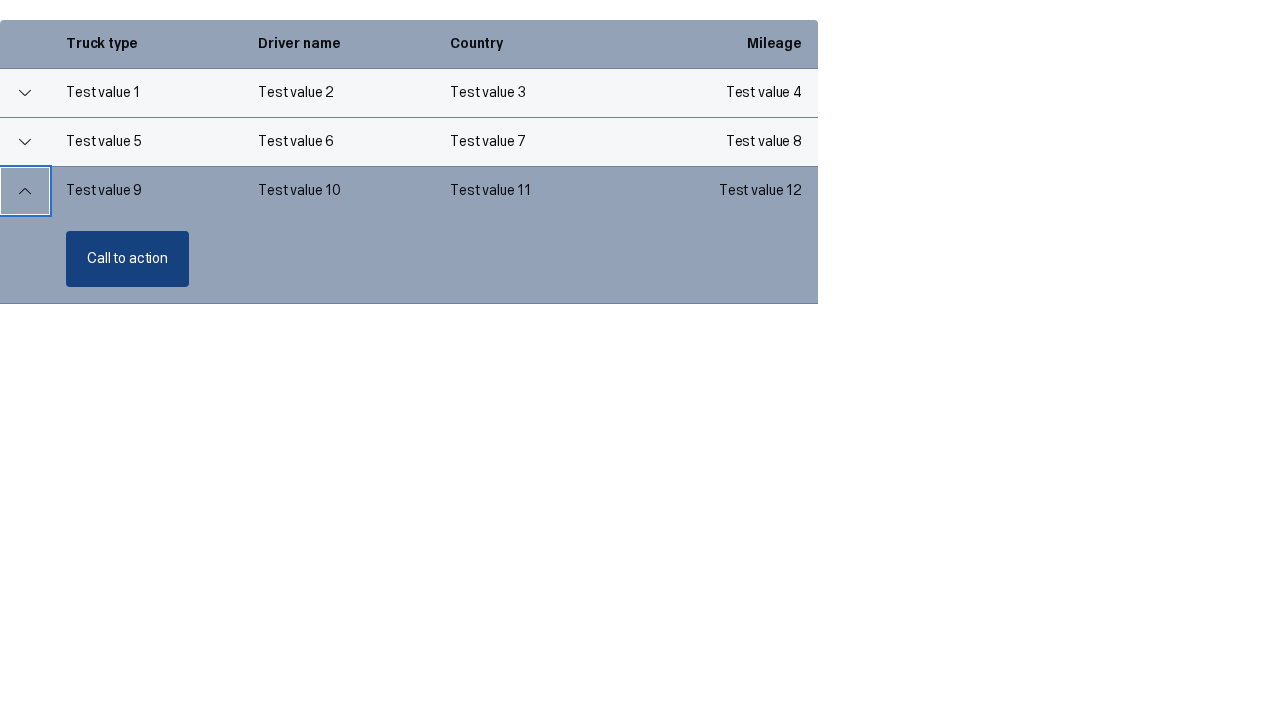 Truck type Driver name Country Mileage
Test value 1 Test value 2 Test value 3 Test value 4
Test value 5 Test value 6 Test value 7 Test value 8
Test value 9 Test value 10 Test value 11 Test value 12
Call to action